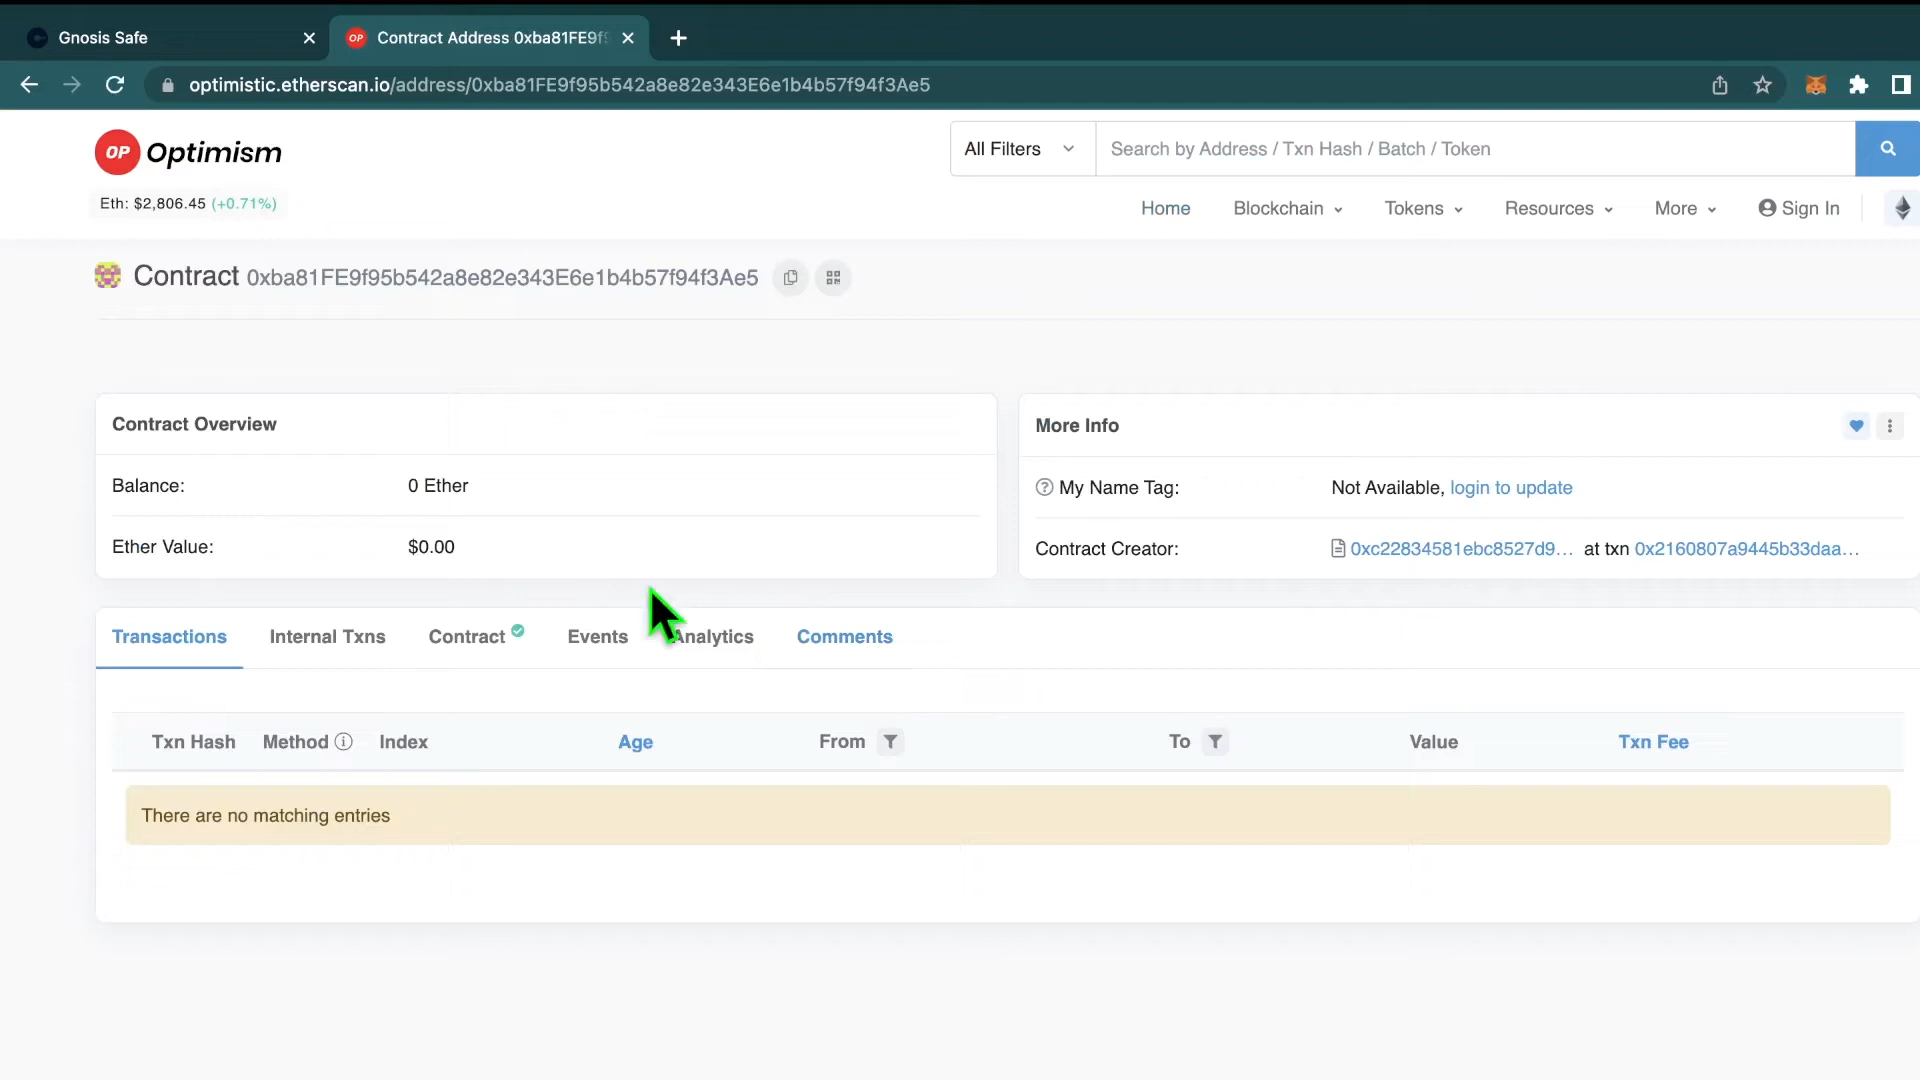 Gnosis Safe
Contract Address 0xba81FE9f9
optimistic.etherscan.io/address/0xba81FE9f95b542a8e82e343E6e1b4b57f94f3Ae5
OP Optimism
All Filters
Search by Address / Txn Hash / Batch / Token
Eth: $2,806.45 (+0.71%)
Home Blockchain Tokens Resources More Sign In
Contract 0xba81FE9f95b542a8e82e343E6e1b4b57f94f3Ae5
Contract Overview
Balance: 0 Ether
Ether Value: $0.00
More Info
My Name Tag: Not Available, login to update
Contract Creator: 0xc22834581ebc8527d9... at txn 0x2160807a9445b33daa...
Transactions Internal Txns Contract Events Analytics Comments
Txn Hash Method Index Age From To Value Txn Fee
There are no matching entries